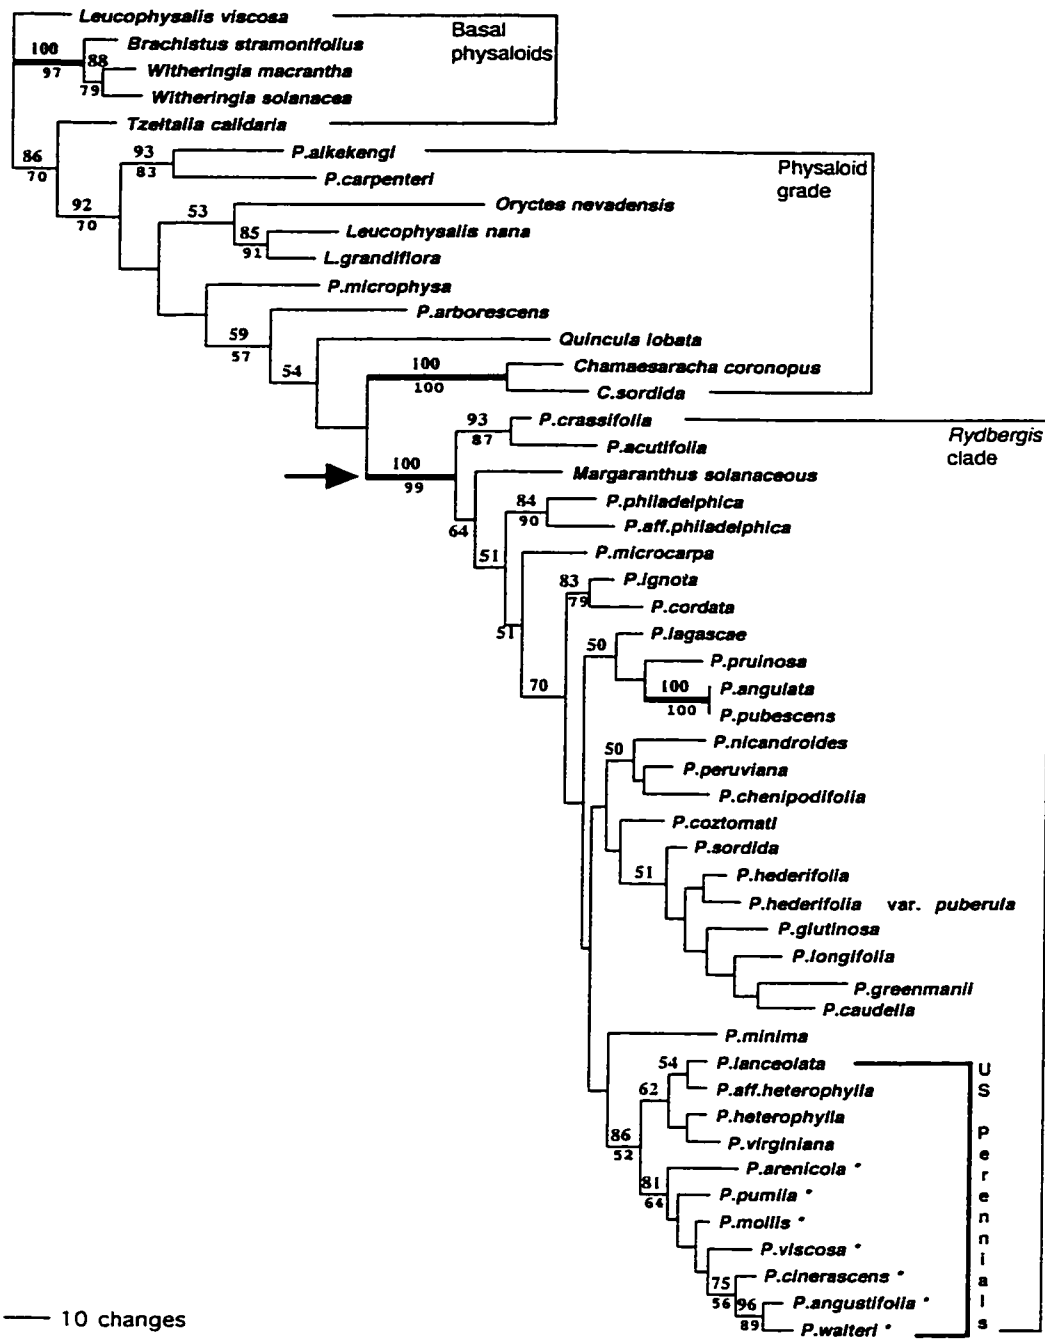 Leucophysalis viscosa
Basal
physaloids
100
Brachistus stramonifolius
88
97
Witheringia macrantha
79
Witheringia solanacea
Tzeltalia calidaria
86
70
93
P.alkekengi
83
P.carpenteri
Physaloid
grade
92
70
53
Oryctes nevadensis
85
Leucophysalis nana
91
L.grandiflora
P.microphysa
P.arborescens
59
57
Quincula lobata
54
100
Chamaesaracha coronopus
100
C.sordida
93
P.crassifolia
87
P.acutifolia
Rydbergis
clade
100
99
Margaranthus solanaceous
84
P.philadelphica
90
P.aff.philadelphica
64
51
P.microcarpa
83
P.ignota
79
P.cordata
51
50
P.lagascae
P.pruinosa
70
100
P.angulata
100
P.pubescens
50
P.nicandroides
P.peruviana
P.chenipodifolia
P.coztomati
P.sordida
51
P.hederifolia
P.hederifolia var. puberula
P.glutinosa
P.longifolia
P.greenmanii
P.caudella
P.minima
54
P.lanceolata
62
P.aff.heterophylla
P.heterophylla
86
P.virginiana
52
P.arenicola *
81
64
P.pumila *
P.mollis *
P.viscosa *
75
P.cinerascens *
56
96
P.angustifolia *
89
P.walteri *
US Perennials
10 changes